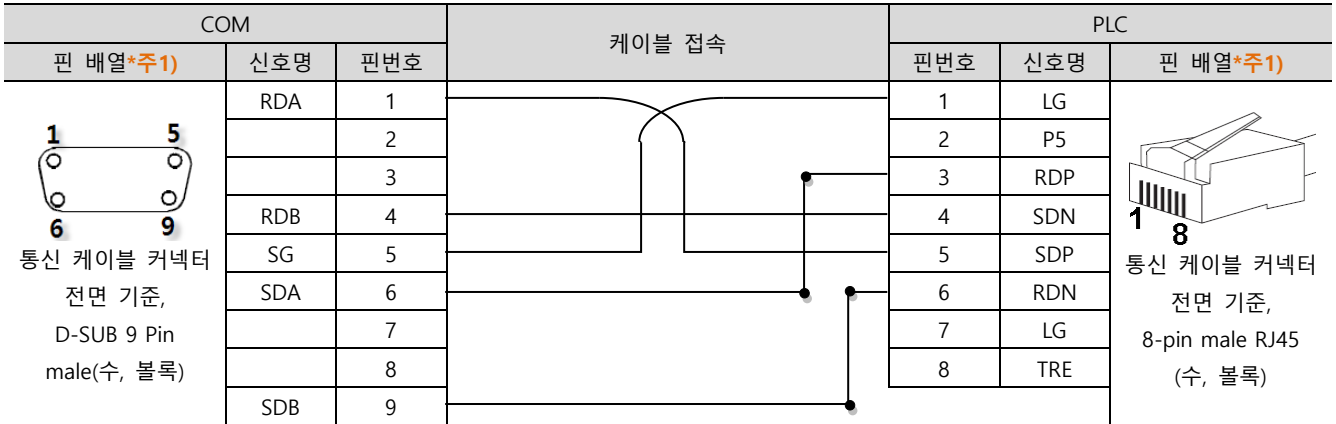 COM 케이블 접속 PLC
핀 배열*주1) 신호명 핀번호 핀번호 신호명 핀 배열*주1)
RDA 1 1 LG
2 2 P5
3 3 RDP
RDB 4 4 SDN
SG 5 5 SDP
SDA 6 6 RDN
7 7 LG
8 8 TRE
SDB 9
1 5
6 9
통신 케이블 커넥터
전면 기준,
D-SUB 9 Pin
male(수, 볼록)
1
8
통신 케이블 커넥터
전면 기준,
8-pin male RJ45
(수, 볼록)